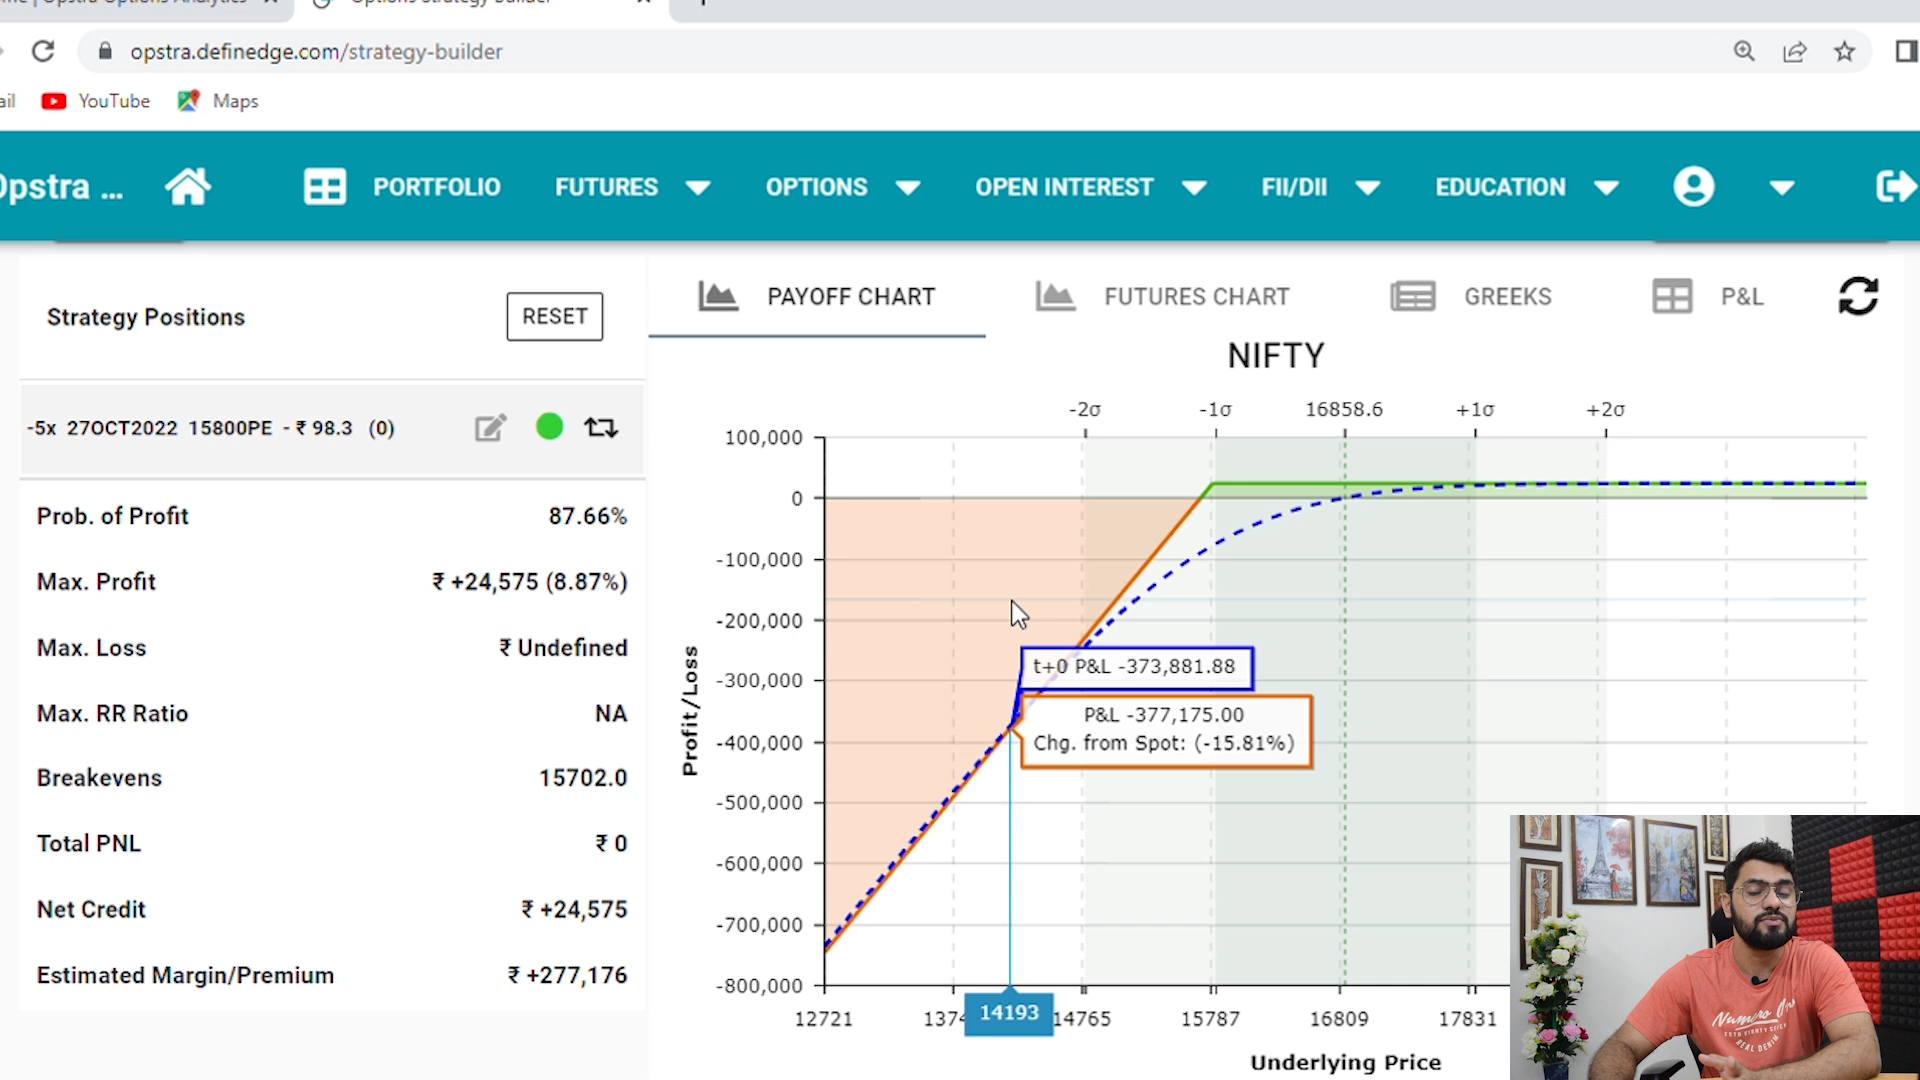 opstra.definedge.com/strategy-builder
YouTube
Maps
Opstra ...
PORTFOLIO
FUTURES
OPTIONS
OPEN INTEREST
FII/DII
EDUCATION
Strategy Positions
RESET
PAYOFF CHART
FUTURES CHART
GREEKS
P&L
NIFTY
-5x 27OCT2022 15800PE - ₹ 98.3 (0)
Prob. of Profit 87.66%
Max. Profit ₹ +24,575 (8.87%)
Max. Loss ₹ Undefined
Max. RR Ratio NA
Breakevens 15702.0
Total PNL ₹ 0
Net Credit ₹ +24,575
Estimated Margin/Premium ₹ +277,176
-2σ -1σ 16858.6 +1σ +2σ
100,000
0
-100,000
-200,000
-300,000
-400,000
-500,000
-600,000
-700,000
-800,000
Profit/Loss
t+0 P&L -373,881.88
P&L -377,175.00
Chg. from Spot: (-15.81%)
12721 14193 14765 15787 16809 17831
Underlying Price
REAL DENIM